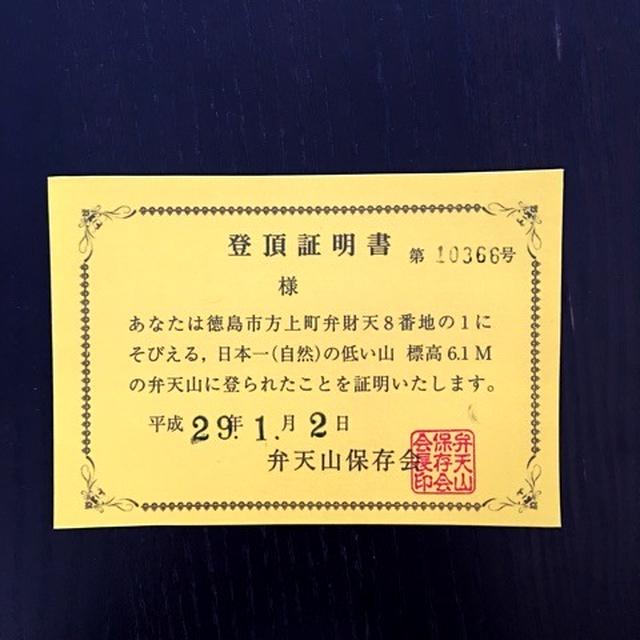 登頂証明書 第 10366号
様
あなたは徳島市方上町弁財天8番地の1に
そびえる,日本一(自然)の低い山 標高6.1M
の弁天山に登られたことを証明いたします。
平成 29年 1. 月 2 日
弁天山保存会
弁天山
保存会
会長印